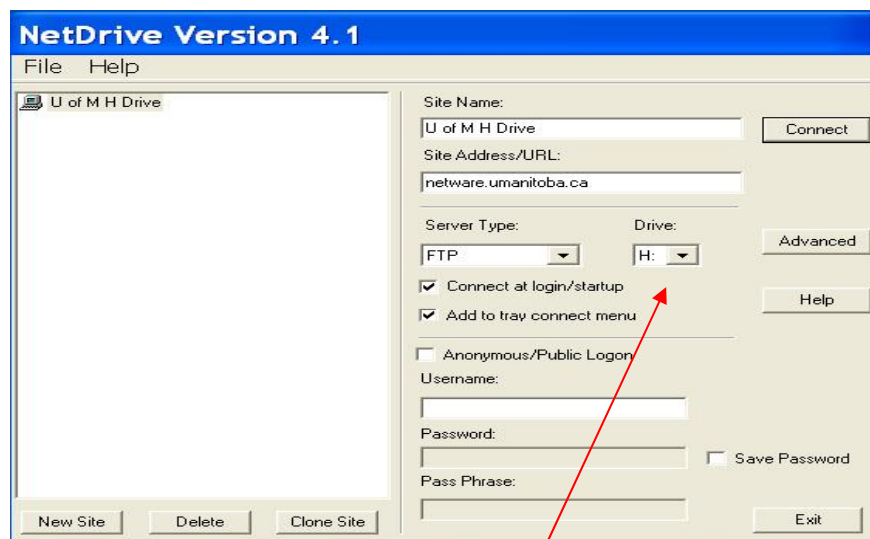 NetDrive Version 4.1
File Help
U of M H Drive
Site Name:
U of M H Drive
Connect
Site Address/URL:
netware.umanitoba.ca
Server Type:
Drive:
FTP
H:
Advanced
Connect at login/startup
Add to tray connect menu
Help
Anonymous/Public Logon
Username:
Password:
Save Password
Pass Phrase:
New Site
Delete
Clone Site
Exit